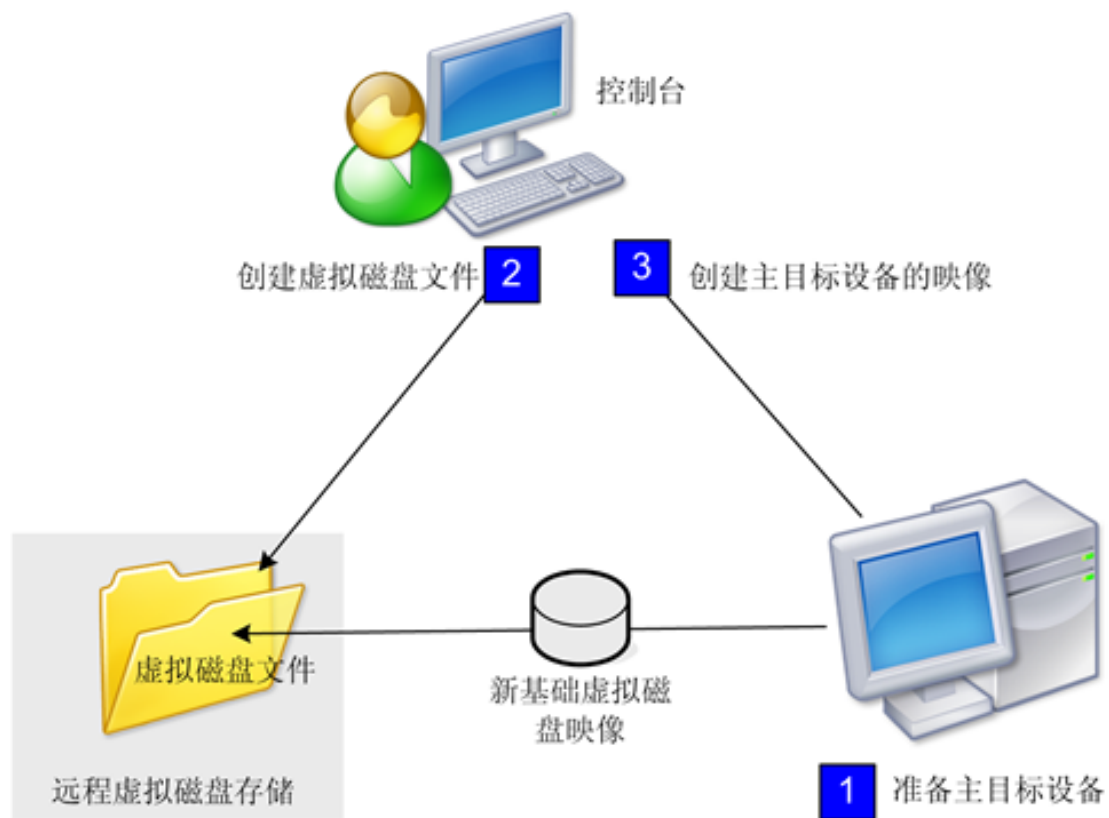 控制台
创建虚拟磁盘文件 2
3 创建主目标设备的映像
虚拟磁盘文件
新基础虚拟磁
盘映像
远程虚拟磁盘存储
1 准备主目标设备